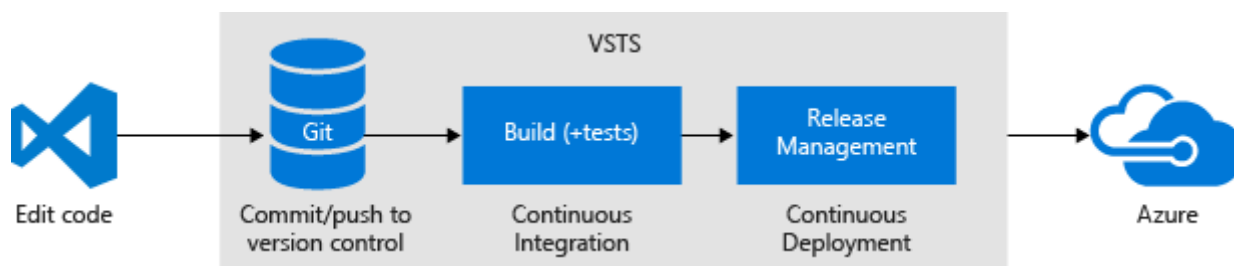 VSTS
Git
Build (+tests)
Release
Management
Edit code
Commit/push to
version control
Continuous
Integration
Continuous
Deployment
Azure